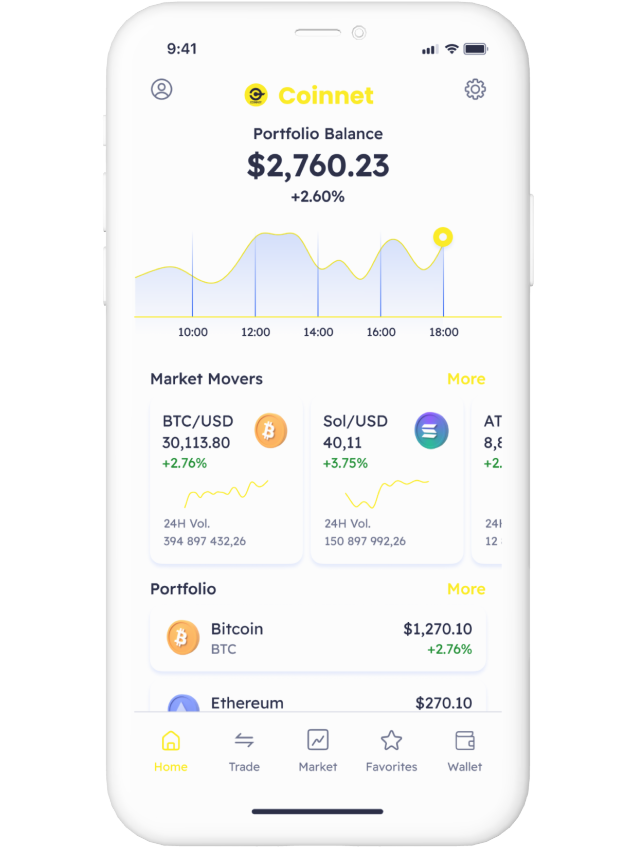 9:41
Coinnet
Portfolio Balance
$2,760.23
+2.60%
10:00 12:00 14:00 16:00 18:00
Market Movers More
BTC/USD
30,113.80
+2.76%
24H Vol.
394 897 432,26
Sol/USD
40,11
+3.75%
24H Vol.
150 897 992,26
AT
+2.
12
Portfolio More
Bitcoin $1,270.10
BTC +2.76%
Ethereum $270.10
Home Trade Market Favorites Wallet